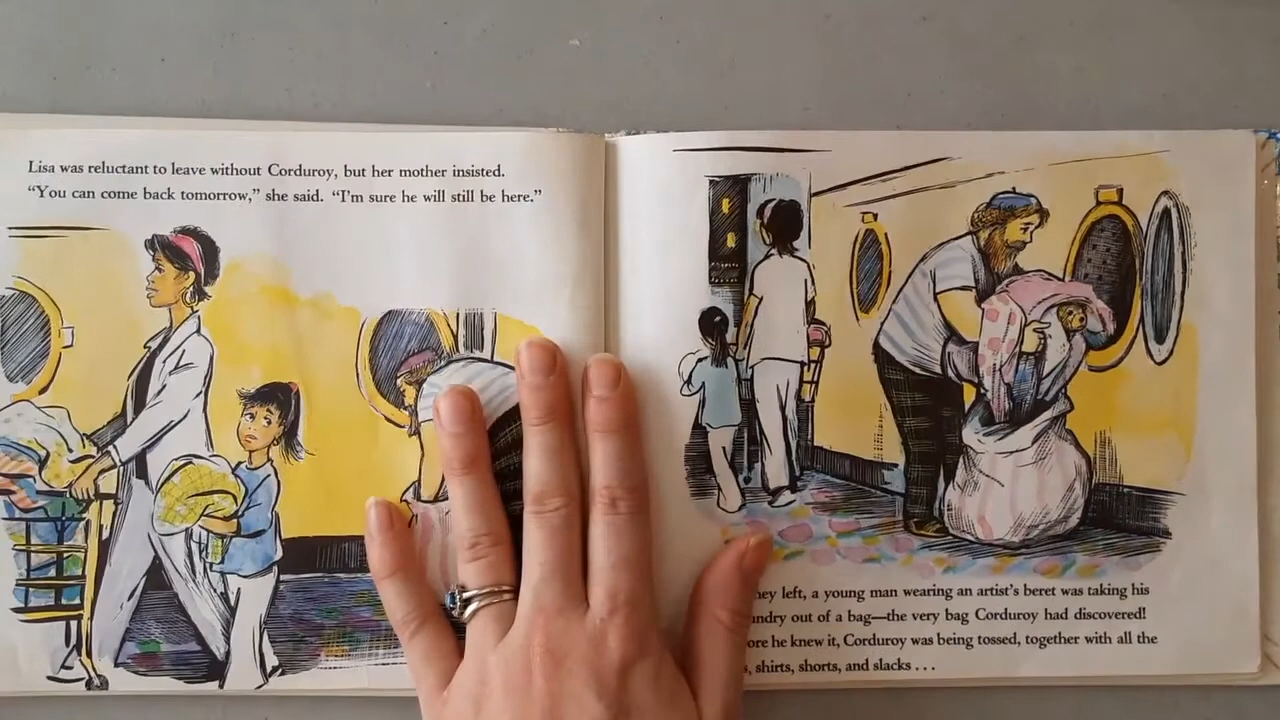 Lisa was reluctant to leave without Corduroy, but her mother insisted.
“You can come back tomorrow,” she said. “I'm sure he will still be here.”
left, a young man wearing an artist's beret was taking his
out of a bag—the very bag Corduroy had discovered!
he knew it, Corduroy was being tossed, together with all the
shirts, shorts, and slacks . . .